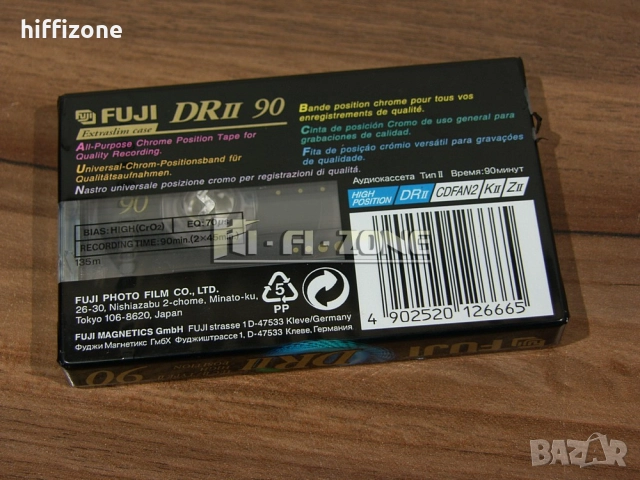 hiffizone
FUJI DRII 90
Extraslim case
All-Purpose Chrome Position Tape for
Quality Recording.
Universal-Chrom-Positionsband für
Qualitätsaufnahmen.
Nastro universale posizione cromo per registrazioni di qualità.
Bande position chrome pour tous vos
enregistrements de qualité.
Cinta de posición Cromo de uso general para
grabaciones de calidad.
Fita de posição crómio versátil para gravações
de qualidade.
Аудиокассета Тип II Время:90минут
HIGH POSITION DRII CDFAN2 KII ZII
90
BIAS:HIGH(CrO2) EQ:70μs
RECORDING TIME: 90min.(2×45min)
135m
HI-FI-ZONE
FUJI PHOTO FILM CO., LTD.
26-30, Nishiazabu 2-chome, Minato-ku,
Tokyo 106-8620, Japan
5
PP
FUJI MAGNETICS GmbH FUJI strasse 1 D-47533 Kleve/Germany
Фуджи Магнетикс ГмбХ Фуджиштрассе 1, D-47533 Клеве, Германия
4 902520 126665
FUJI DRII 90
BAZAR